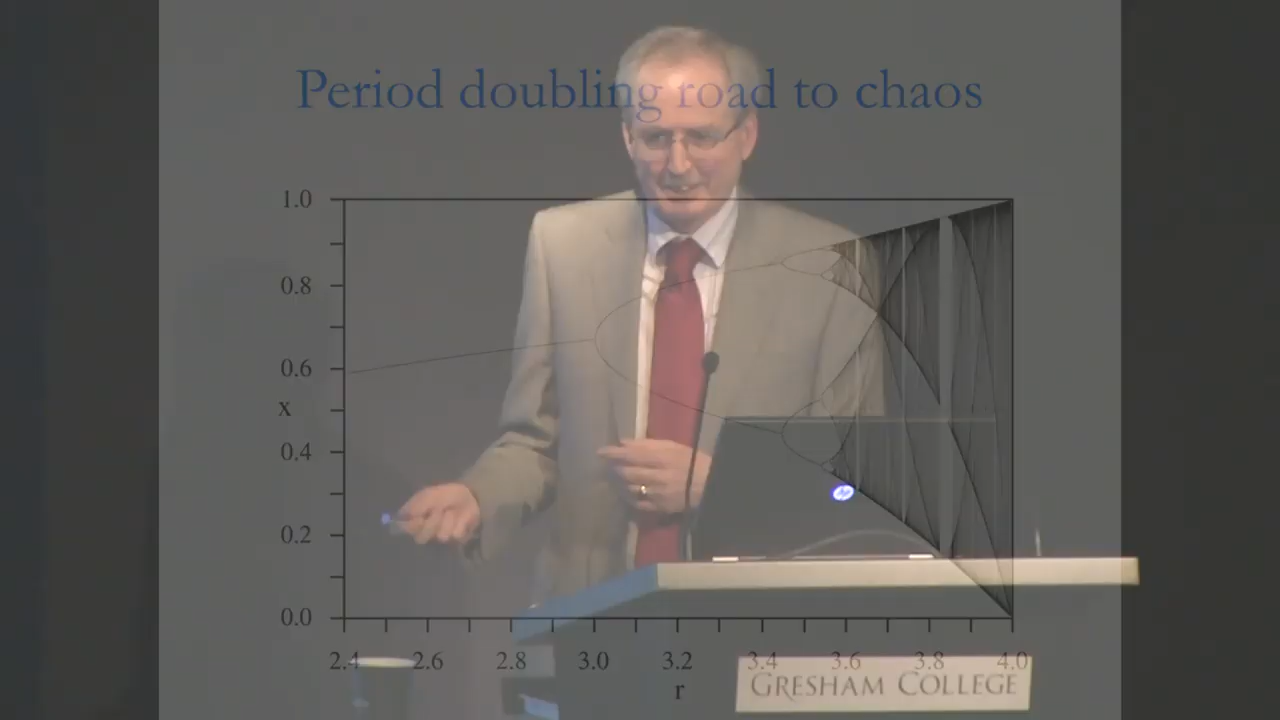 Period doubling road to chaos
1.0
0.8
0.6
x
0.4
0.2
0.0
2.4 2.6 2.8 3.0 3.2 3.4 3.6 3.8 4.0
r
GRESHAM COLLEGE